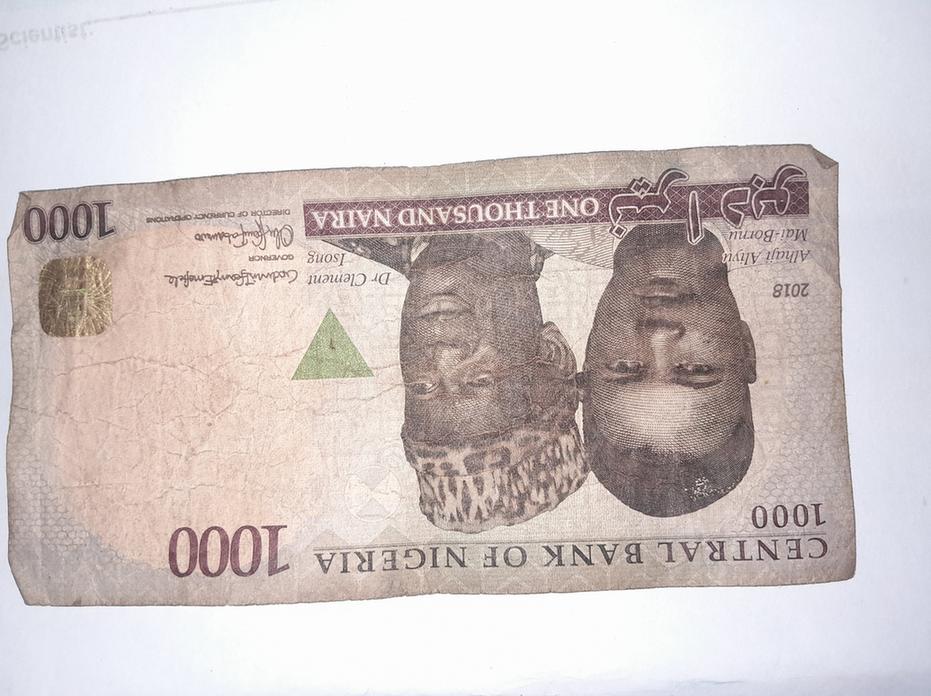 CENTRAL BANK OF NIGERIA 1000
1000
2018
Alhaji Aliyu
Mai-Bornu
Dr Clement
Isong
GOVERNOR
DIRECTOR OF CURRENCY OPERATIONS
ONE THOUSAND NAIRA
1000
Scientist: